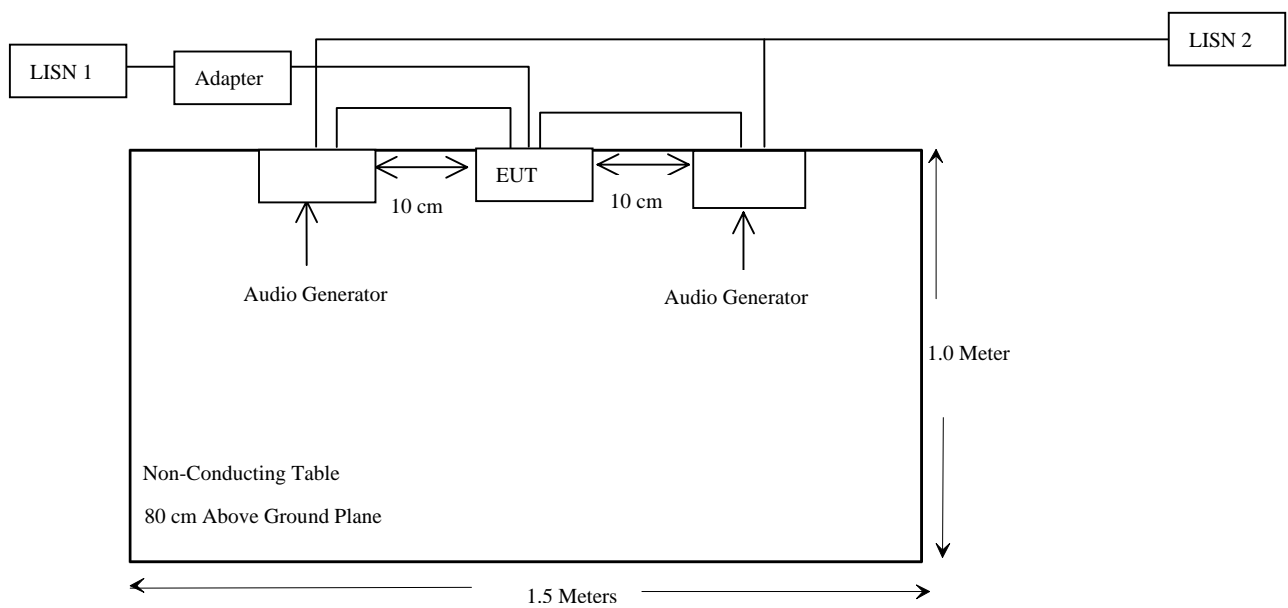 LISN 2
LISN 1
Adapter
EUT
10 cm
10 cm
Audio Generator
Audio Generator
1.0 Meter
Non-Conducting Table
80 cm Above Ground Plane
1.5 Meters